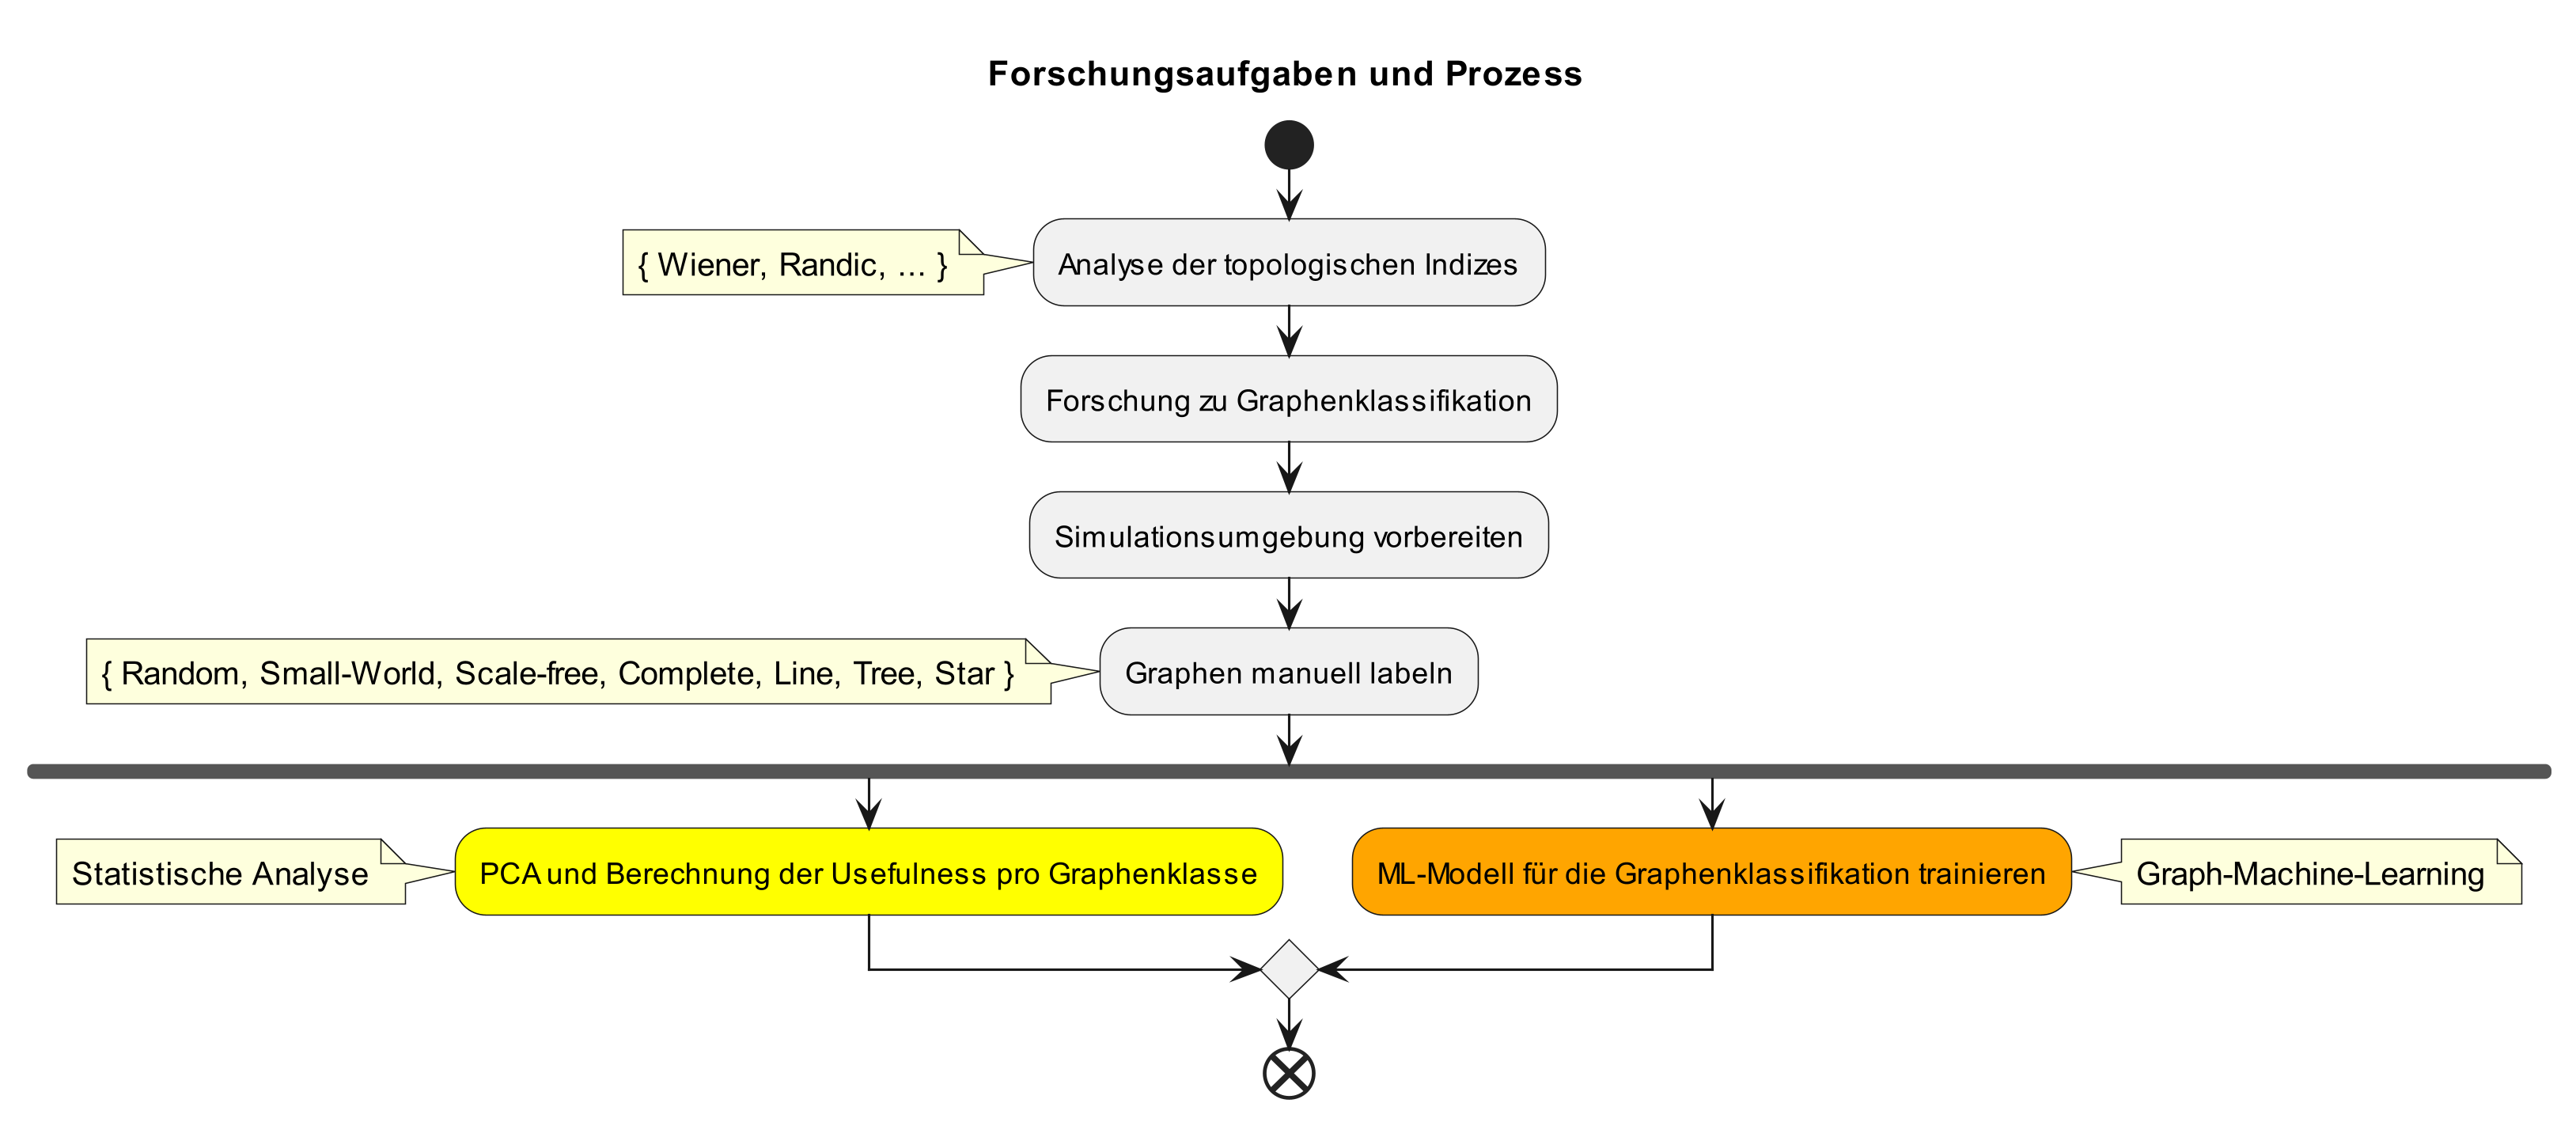 Forschungsaufgaben und Prozess
{ Wiener, Randic, ... }
Analyse der topologischen Indizes
Forschung zu Graphenklassifikation
Simulationsumgebung vorbereiten
{ Random, Small-World, Scale-free, Complete, Line, Tree, Star }
Graphen manuell labeln
Statistische Analyse
PCA und Berechnung der Usefulness pro Graphenklasse
ML-Modell für die Graphenklassifikation trainieren
Graph-Machine-Learning